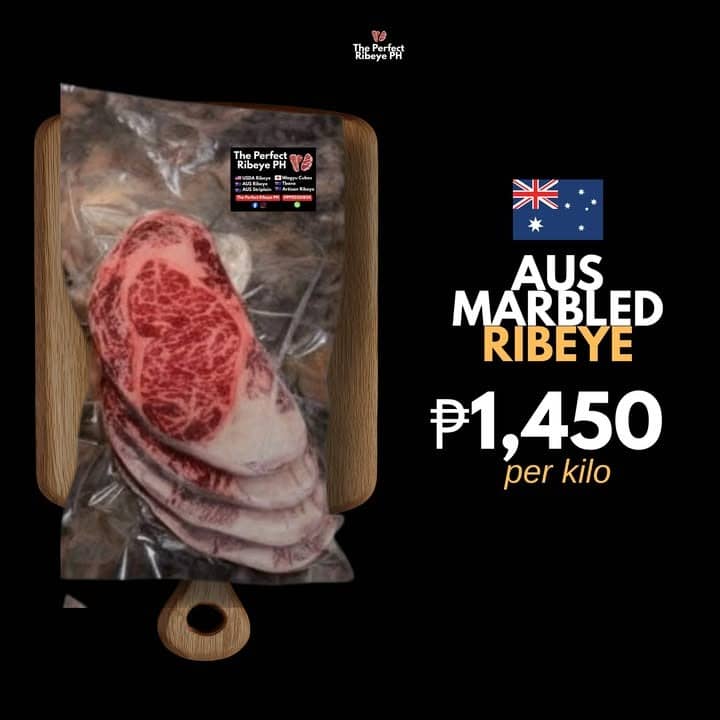 The Perfect
Ribeye PH
The Perfect
Ribeye PH
USDA Ribeye
Wagyu Cubes
AUS Ribeye
Tbone
AUS Striploin
Artisan Ribeye
The Perfect Ribeye PH
AUS
MARBLED
RIBEYE
₱1,450
per kilo